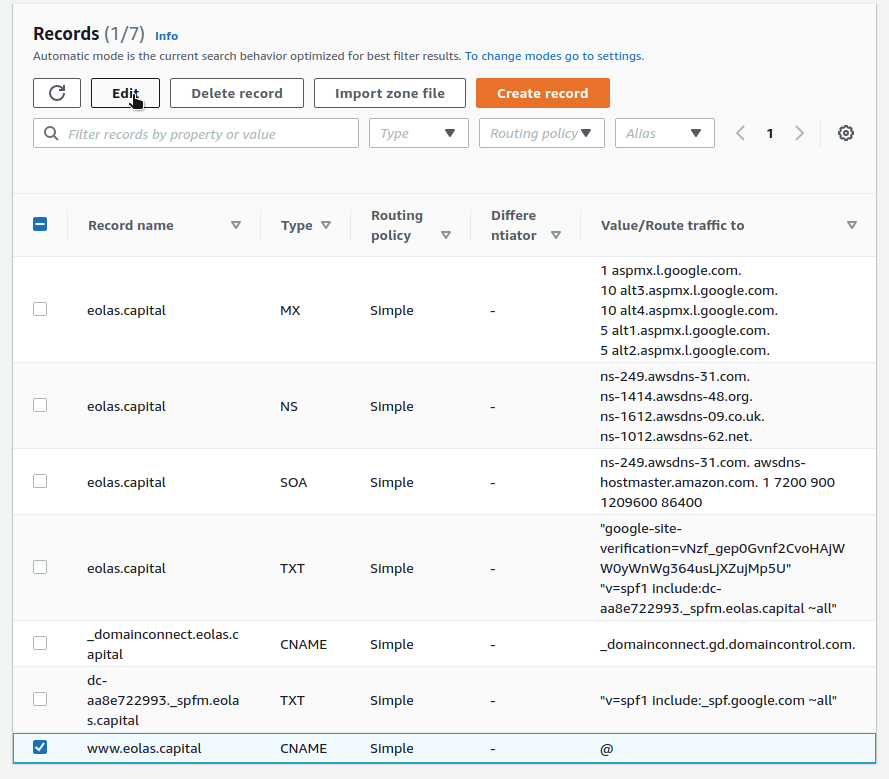 Records (1/7) Info
Automatic mode is the current search behavior optimized for best filter results. To change modes go to settings.
Edit Delete record Import zone file Create record
Filter records by property or value Type Routing policy Alias 1
Record name Type Routing policy Differe ntiator Value/Route traffic to
eolas.capital MX Simple - 1 aspmx.l.google.com.
10 alt3.aspmx.l.google.com.
10 alt4.aspmx.l.google.com.
5 alt1.aspmx.l.google.com.
5 alt2.aspmx.l.google.com.
eolas.capital NS Simple - ns-249.awsdns-31.com.
ns-1414.awsdns-48.org.
ns-1612.awsdns-09.co.uk.
ns-1012.awsdns-62.net.
eolas.capital SOA Simple - ns-249.awsdns-31.com. awsdns-
hostmaster.amazon.com. 1 7200 900
1209600 86400
eolas.capital TXT Simple - "google-site-
verification=vNzf_gep0Gvnf2CvoHAjW
W0yWnWg364usLjXZujMp5U"
"v=spf1 include:dc-
aa8e722993._spfm.eolas.capital ~all"
_domainconnect.eolas.c
apital CNAME Simple - _domainconnect.gd.domaincontrol.com.
dc-
aa8e722993._spfm.eola
s.capital TXT Simple - "v=spf1 include:_spf.google.com ~all"
www.eolas.capital CNAME Simple - @